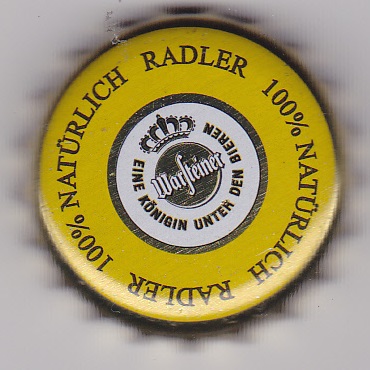 RADLER 100% NATÜRLICH RADLER 100% NATÜRLICH
EINE KÖNIGIN UNTER DEN BIEREN
Warsteiner